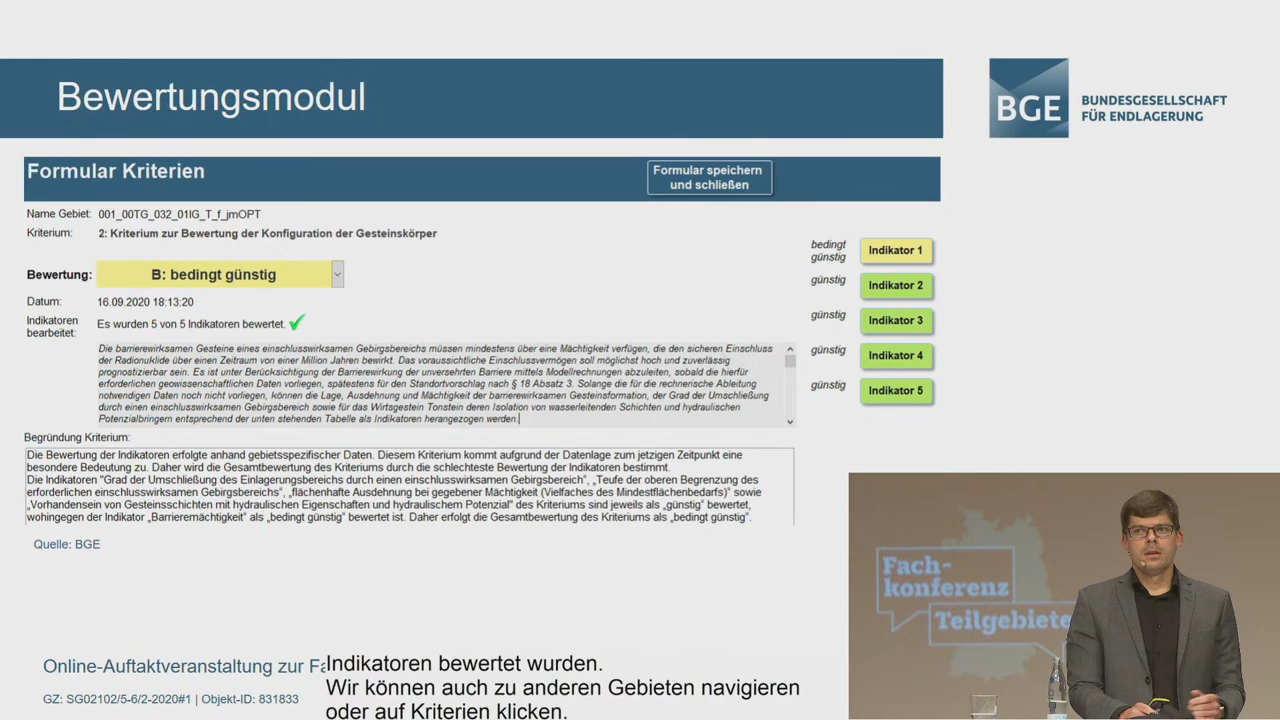 Bewertungsmodul
BGE
BUNDESGESELLSCHAFT
FÜR ENDLAGERUNG
Formular Kriterien
Formular speichern
und schließen
Name Gebiet: 001_00TG_032_01IG_T_f_jmOPT
Kriterium: 2: Kriterium zur Bewertung der Konfiguration der Gesteinskörper
Bewertung: B: bedingt günstig
Datum: 16.09.2020 18:13:20
Indikatoren
bearbeitet:
Es wurden 5 von 5 Indikatoren bewertet.
bedingt
günstig
Indikator 1
günstig Indikator 2
günstig Indikator 3
günstig Indikator 4
günstig Indikator 5
Die barrierewirksamen Gesteine eines einschlusswirksamen Gebirgsbereichs müssen mindestens über eine Mächtigkeit verfügen, die den sicheren Einschluss
der Radionuklide über einen Zeitraum von einer Million Jahren bewirkt. Das voraussichtliche Einschlussvermögen soll möglichst hoch und zuverlässig
prognostizierbar sein. Es ist unter Berücksichtigung der Barrierewirkung der unversehrten Barriere mittels Modellrechnungen abzuleiten, sobald die hierfür
erforderlichen geowissenschaftlichen Daten vorliegen, spätestens für den Standortvorschlag nach § 18 Absatz 3. Solange die für die rechnerische Ableitung
notwendigen Daten noch nicht vorliegen, können die Lage, Ausdehnung und Mächtigkeit der barrierewirksamen Gesteinsformation, der Grad der Umschließung
durch einen einschlusswirksamen Gebirgsbereich sowie für das Wirtsgestein Tonstein deren Isolation von wasserleitenden Schichten und hydraulischen
Potenzialbringern entsprechend der unten stehenden Tabelle als Indikatoren herangezogen werden.
Begründung Kriterium:
Die Bewertung der Indikatoren erfolgte anhand gebietsspezifischer Daten. Diesem Kriterium kommt aufgrund der Datenlage zum jetzigen Zeitpunkt eine
besondere Bedeutung zu. Daher wird die Gesamtbewertung des Kriteriums durch die schlechteste Bewertung der Indikatoren bestimmt.
Die Indikatoren "Grad der Umschließung des Einlagerungsbereichs durch einen einschlusswirksamen Gebirgsbereich“, „Teufe der oberen Begrenzung des
erforderlichen einschlusswirksamen Gebirgsbereichs“, „flächenhafte Ausdehnung bei gegebener Mächtigkeit (Vielfaches des Mindestflächenbedarfs)“ sowie
„Vorhandensein von Gesteinsschichten mit hydraulischen Eigenschaften und hydraulischem Potenzial“ des Kriteriums sind jeweils als „günstig“ bewertet,
wohingegen der Indikator „Barrieremächtigkeit“ als „bedingt günstig“ bewertet ist. Daher erfolgt die Gesamtbewertung des Kriteriums als „bedingt günstig“.
Quelle: BGE
Fach-
konferenz
Teilgebiete
Online-Auftaktveranstaltung zur
GZ: SG02102/5-6/2-2020#1 | Objekt-ID: 831833
Indikatoren bewertet wurden.
Wir können auch zu anderen Gebieten navigieren
oder auf Kriterien klicken.